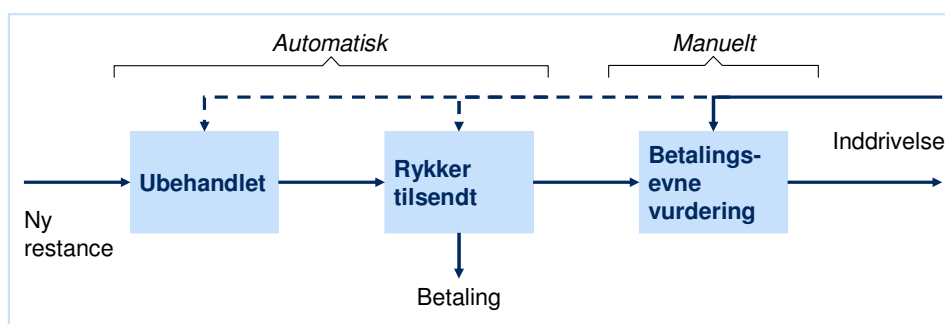 Automatisk
Manuelt
Ubehandlet
Rykker
tilsendt
Betalings-
evne
vurdering
Inddrivelse
Ny
restance
Betaling